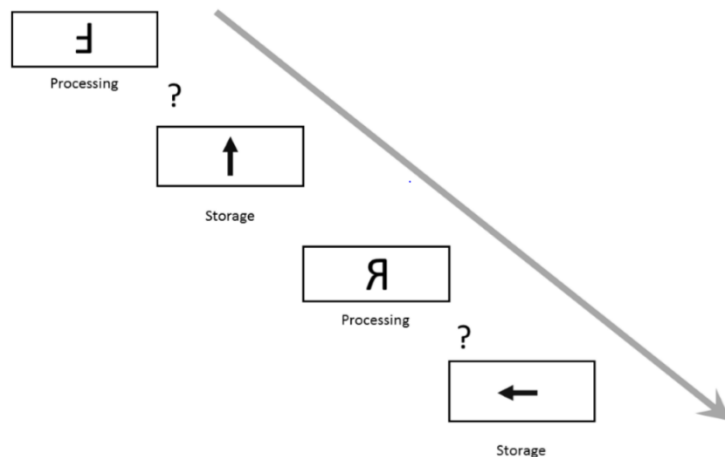 Ⅎ
Processing
?
Storage
Я
Processing
?
Storage